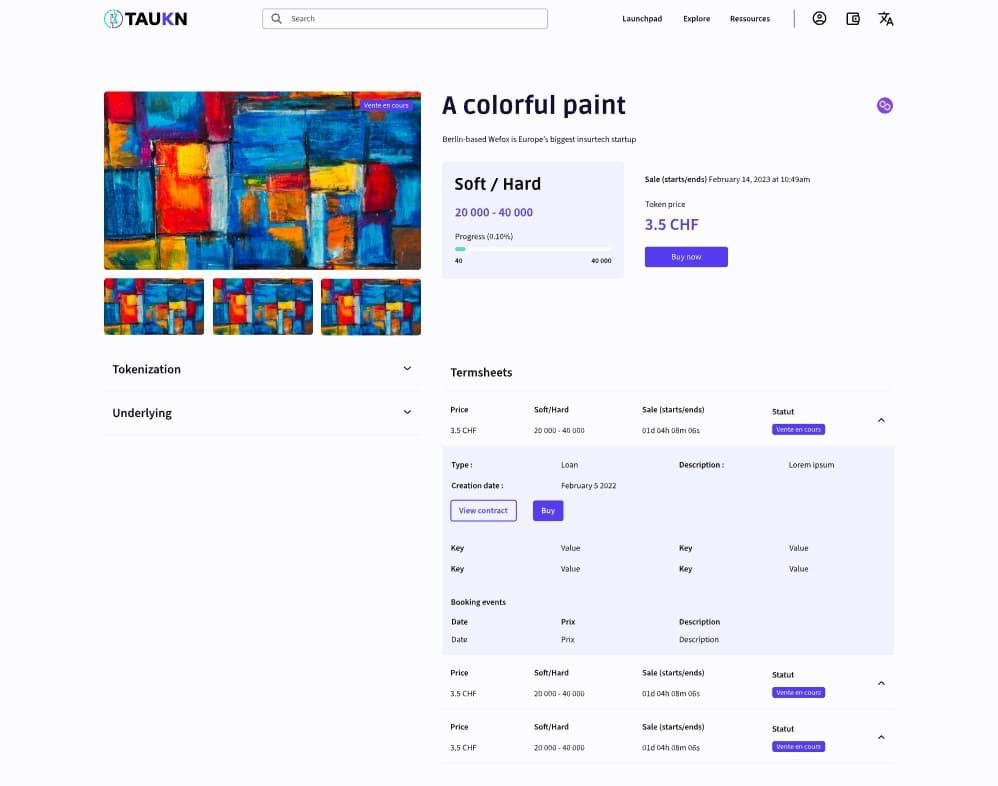 TAUKN
Search
Launchpad Explore Ressources
Vente en cours
A colorful paint
Berlin-based Wefox is Europe's biggest insurtech startup
Soft / Hard
20 000 - 40 000
Progress (0.10%)
40 40 000
Sale (starts/ends) February 14, 2023 at 10:49am
Token price
3.5 CHF
Buy now
Tokenization
Underlying
Termsheets
Price Soft/Hard Sale (starts/ends) Statut
3.5 CHF 20 000 - 40 000 01d 04h 08m 06s Vente en cours
Type : Loan Description : Lorem ipsum
Creation date : February 5 2022
View contract Buy
Key Value Key Value
Key Value Key Value
Booking events
Date Prix Description
Date Prix Description
Price Soft/Hard Sale (starts/ends) Statut
3.5 CHF 20 000 - 40 000 01d 04h 08m 06s Vente en cours
Price Soft/Hard Sale (starts/ends) Statut
3.5 CHF 20 000 - 40 000 01d 04h 08m 06s Vente en cours